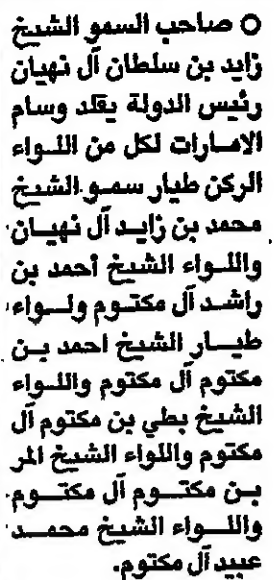 ○ صاحب السمو الشيخ
زايد بن سلطان آل نهيان
رئيس الدولة يقلد وسام
الامارات لكل من اللواء
الركن طيار سمو الشيخ
محمد بن زايد آل نهيان
واللواء الشيخ أحمد بن
راشد آل مكتوم ولواء
طيار الشيخ احمد بن
مكتوم آل مكتوم واللواء
الشيخ بطي بن مكتوم آل
مكتوم واللواء الشيخ المر
بن مكتوم آل مكتوم
واللواء الشيخ محمد
عبيد آل مكتوم.